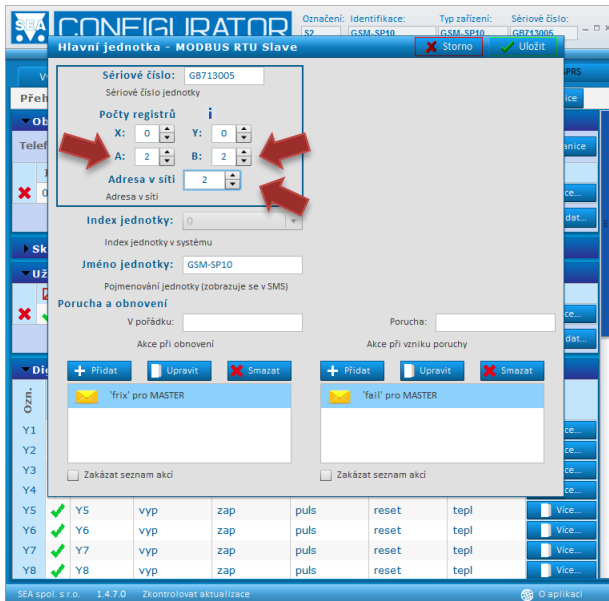 SEA CONFIGURATOR
Označení: Identifikace: Typ zařízení: Sériové číslo:
S2 GSM-SP10 GSM-SP10 GB713005
Hlavní jednotka - MODBUS RTU Slave Storno Uložit
Sériové číslo: GB713005
Sériové číslo jednotky
Počty registrů i
X: 0 Y: 0
A: 2 B: 2
Adresa v síti 2
Adresa v síti
Index jednotky: 0
Index jednotky v systému
Jméno jednotky: GSM-SP10
Pojmenování jednotky (zobrazuje se v SMS)
Porucha a obnovení
V pořádku: Porucha:
Akce při obnovení Akce při vzniku poruchy
Přidat Upravit Smazat Přidat Upravit Smazat
'frix' pro MASTER 'fail' pro MASTER
Zakázat seznam akcí Zakázat seznam akcí
Ozn.
Y1
Y2
Y3
Y4
Y5 Y5 vyp zap puls reset tepl Více...
Y6 Y6 vyp zap puls reset tepl Více...
Y7 Y7 vyp zap puls reset tepl Více...
Y8 Y8 vyp zap puls reset tepl Více...
SEA spol. s r.o. 1.4.7.0 Zkontrolovat aktualizace O aplikaci